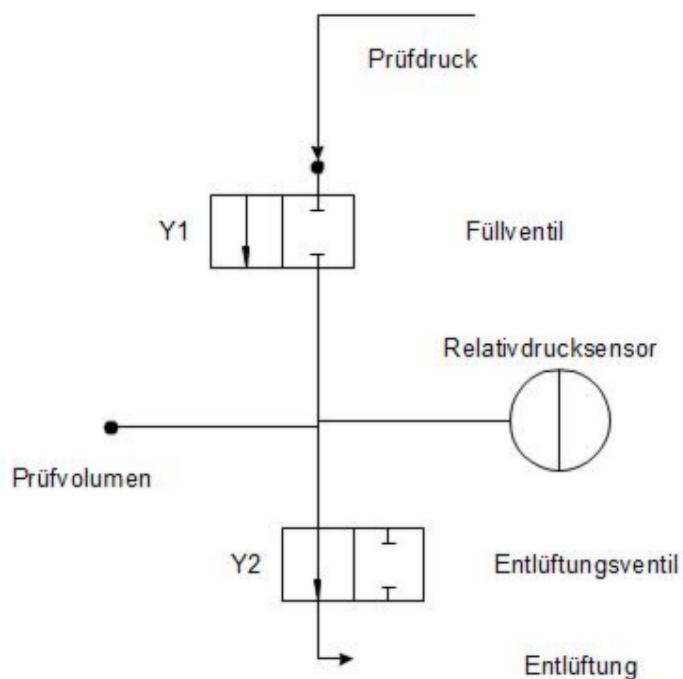 Prüfdruck
Y1
Füllventil
Relativdrucksensor
Prüfvolumen
Y2
Entlüftungsventil
Entlüftung